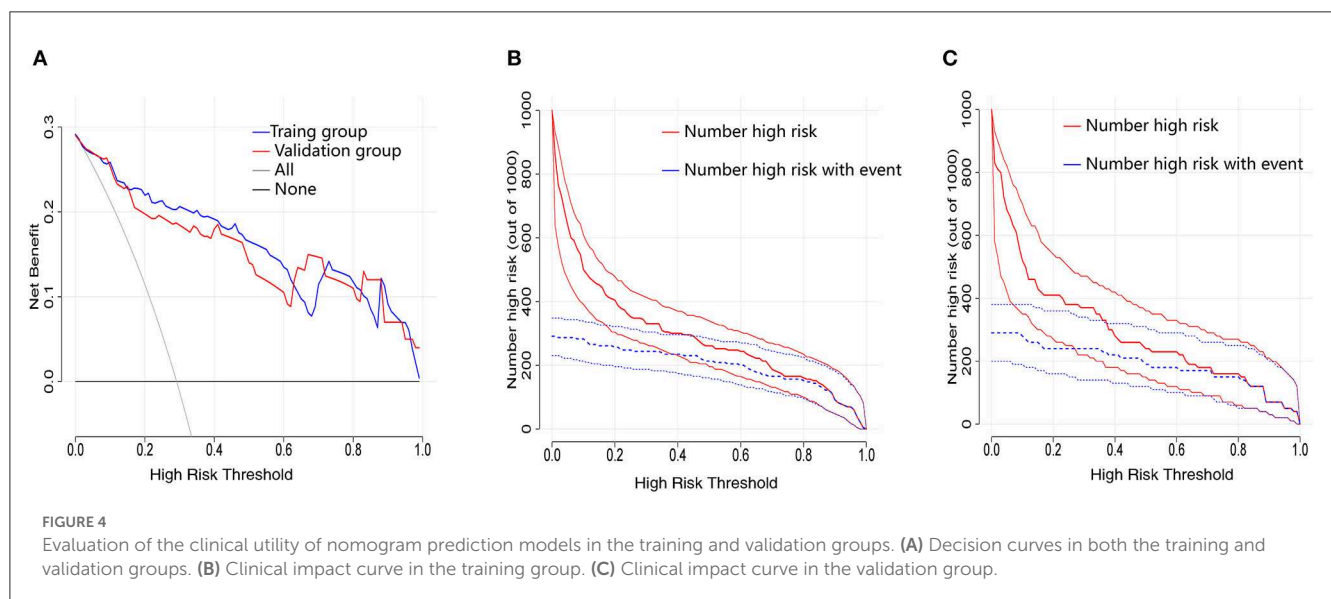 A
Net Benefit
0.3
0.2
0.1
0.0
Traing group
Validation group
All
None
0.0 0.2 0.4 0.6 0.8 1.0
High Risk Threshold
B
Number high risk (out of 1000)
1000
800
600
400
200
0
Number high risk
Number high risk with event
0.0 0.2 0.4 0.6 0.8 1.0
High Risk Threshold
C
Number high risk (out of 1000)
1000
800
600
400
200
0
Number high risk
Number high risk with event
0.0 0.2 0.4 0.6 0.8 1.0
High Risk Threshold
FIGURE 4
Evaluation of the clinical utility of nomogram prediction models in the training and validation groups. (A) Decision curves in both the training and
validation groups. (B) Clinical impact curve in the training group. (C) Clinical impact curve in the validation group.